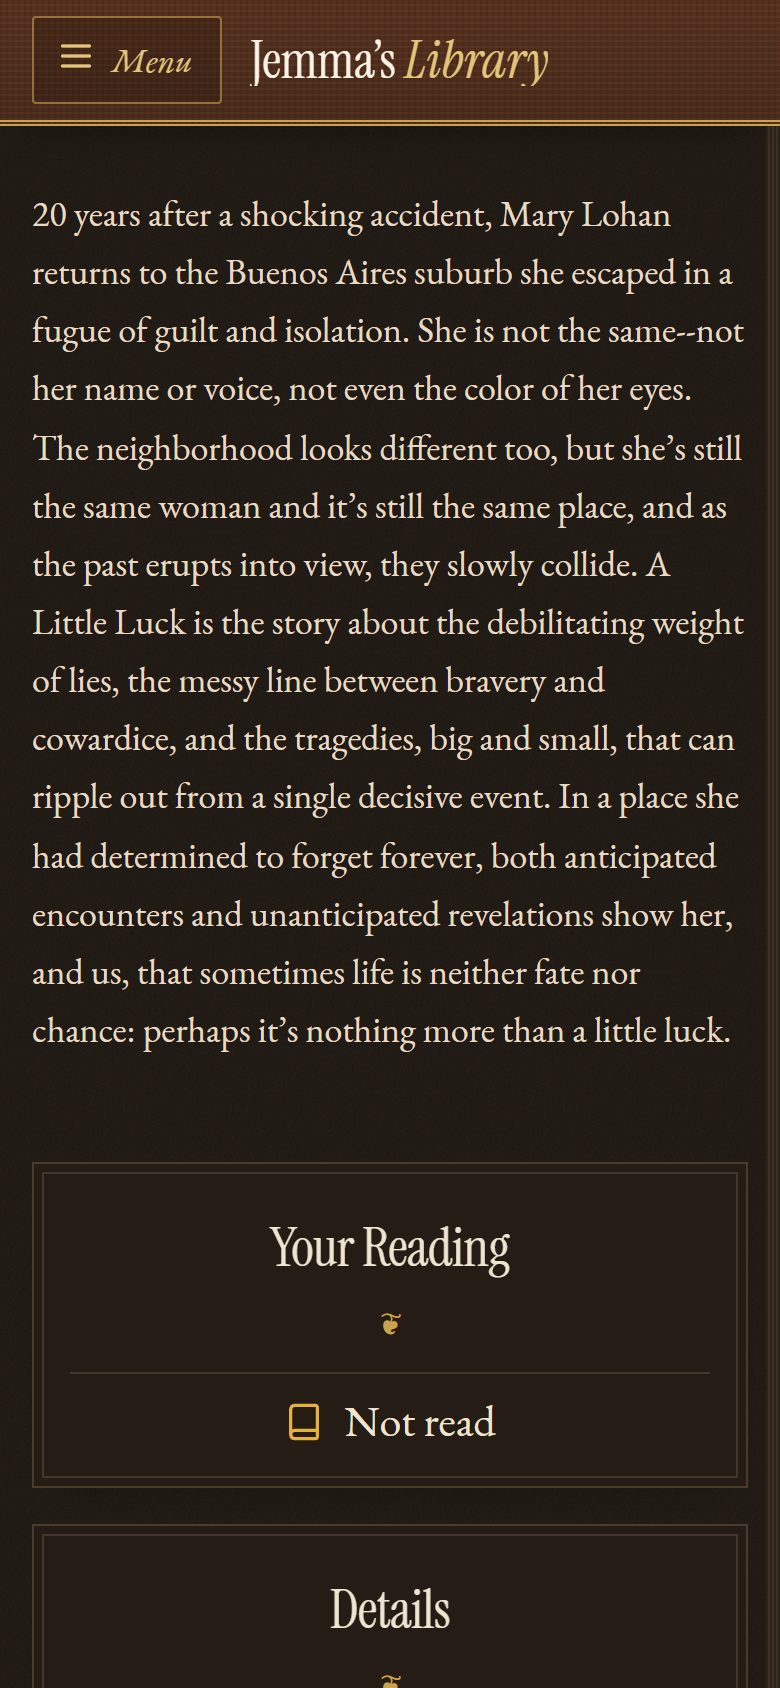 Menu
Jemma’s Library
20 years after a shocking accident, Mary Lohan
returns to the Buenos Aires suburb she escaped in a
fugue of guilt and isolation. She is not the same--not
her name or voice, not even the color of her eyes.
The neighborhood looks different too, but she’s still
the same woman and it’s still the same place, and as
the past erupts into view, they slowly collide. A
Little Luck is the story about the debilitating weight
of lies, the messy line between bravery and
cowardice, and the tragedies, big and small, that can
ripple out from a single decisive event. In a place she
had determined to forget forever, both anticipated
encounters and unanticipated revelations show her,
and us, that sometimes life is neither fate nor
chance: perhaps it’s nothing more than a little luck.
Your Reading
Not read
Details